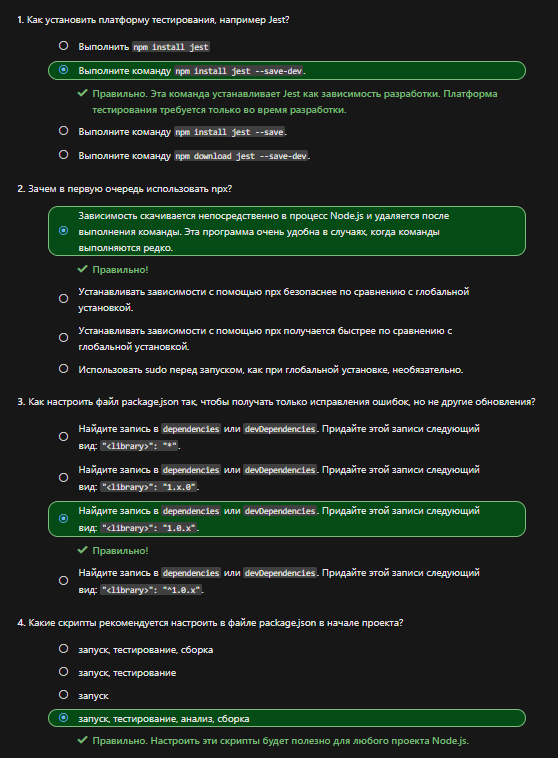 1. Как установить платформу тестирования, например Jest?
Выполнить npm install jest
Выполните команду npm install jest --save-dev.
Правильно. Эта команда устанавливает Jest как зависимость разработки. Платформа
тестирования требуется только во время разработки.
Выполните команду npm install jest --save.
Выполните команду npm download jest --save-dev.
2. Зачем в первую очередь использовать npx?
Зависимость скачивается непосредственно в процесс Node.js и удаляется после
выполнения команды. Эта программа очень удобна в случаях, когда команды
выполняются редко.
Правильно!
Устанавливать зависимости с помощью npx безопаснее по сравнению с глобальной
установкой.
Устанавливать зависимости с помощью npx получается быстрее по сравнению с
глобальной установкой.
Использовать sudo перед запуском, как при глобальной установке, необязательно.
3. Как настроить файл package.json так, чтобы получать только исправления ошибок, но не другие обновления?
Найдите запись в dependencies или devDependencies. Придайте этой записи следующий
вид: "<library>": "*".
Найдите запись в dependencies или devDependencies. Придайте этой записи следующий
вид: "<library>": "1.x.0".
Найдите запись в dependencies или devDependencies. Придайте этой записи следующий
вид: "<library>": "1.0.x".
Правильно!
Найдите запись в dependencies или devDependencies. Придайте этой записи следующий
вид: "<library>": "^1.0.x".
4. Какие скрипты рекомендуется настроить в файле package.json в начале проекта?
запуск, тестирование, сборка
запуск, тестирование
запуск
запуск, тестирование, анализ, сборка
Правильно. Настроить эти скрипты будет полезно для любого проекта Node.js.